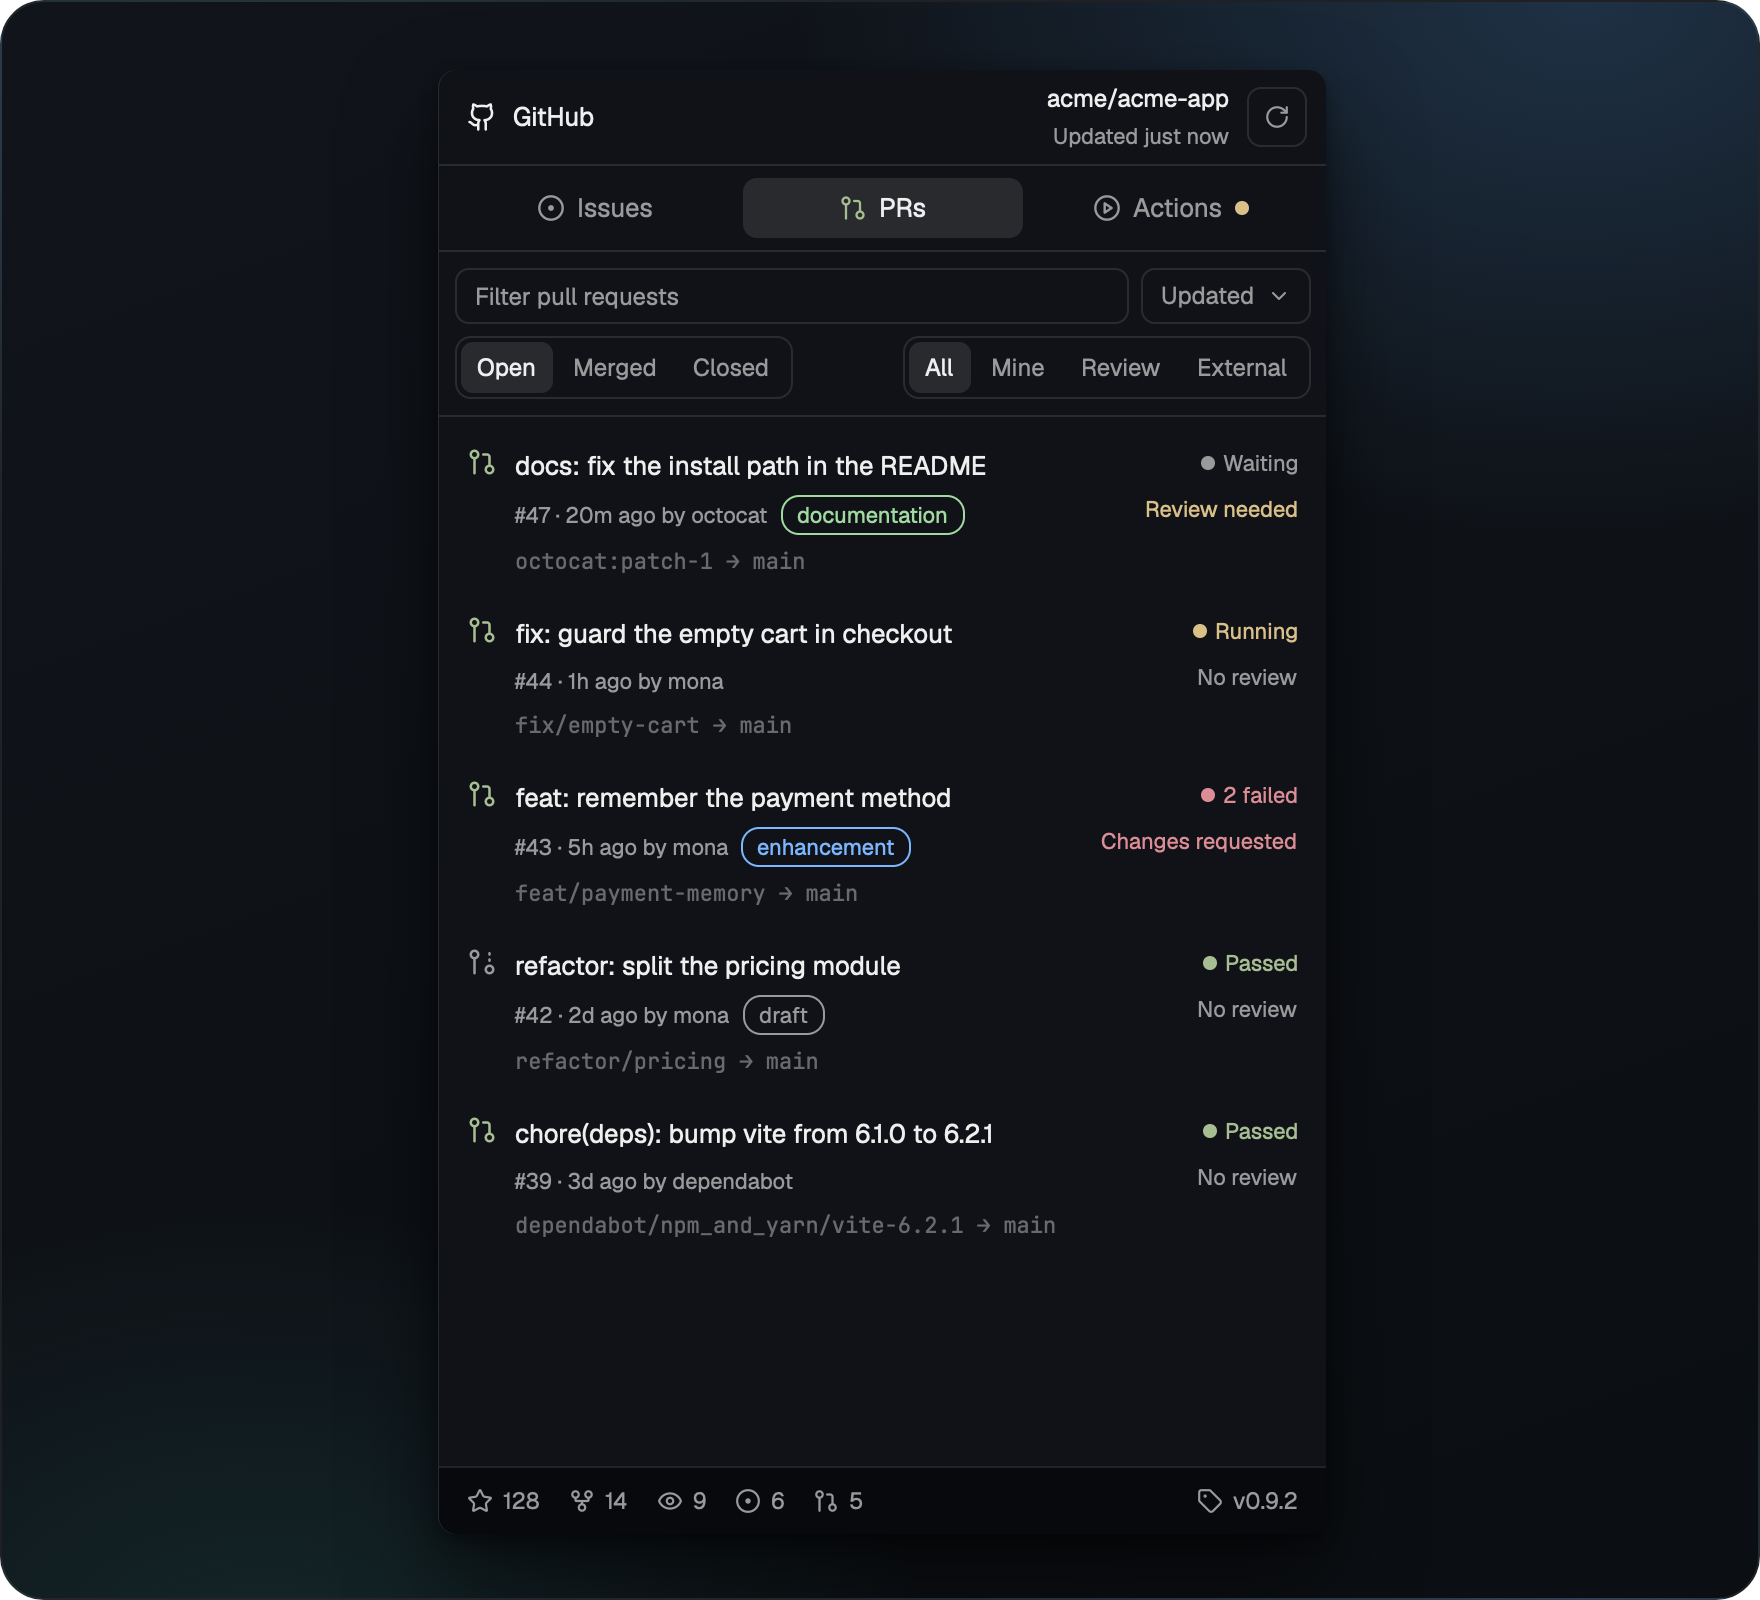 GitHub
acme/acme-app
Updated just now
Issues
PRs
Actions
Filter pull requests
Updated
Open Merged Closed
All Mine Review External
docs: fix the install path in the README
Waiting
#47 · 20m ago by octocat documentation
Review needed
octocat:patch-1 → main
fix: guard the empty cart in checkout
Running
#44 · 1h ago by mona
No review
fix/empty-cart → main
feat: remember the payment method
2 failed
#43 · 5h ago by mona enhancement
Changes requested
feat/payment-memory → main
refactor: split the pricing module
Passed
#42 · 2d ago by mona draft
No review
refactor/pricing → main
chore(deps): bump vite from 6.1.0 to 6.2.1
Passed
#39 · 3d ago by dependabot
No review
dependabot/npm_and_yarn/vite-6.2.1 → main
128 14 9 6 5
v0.9.2